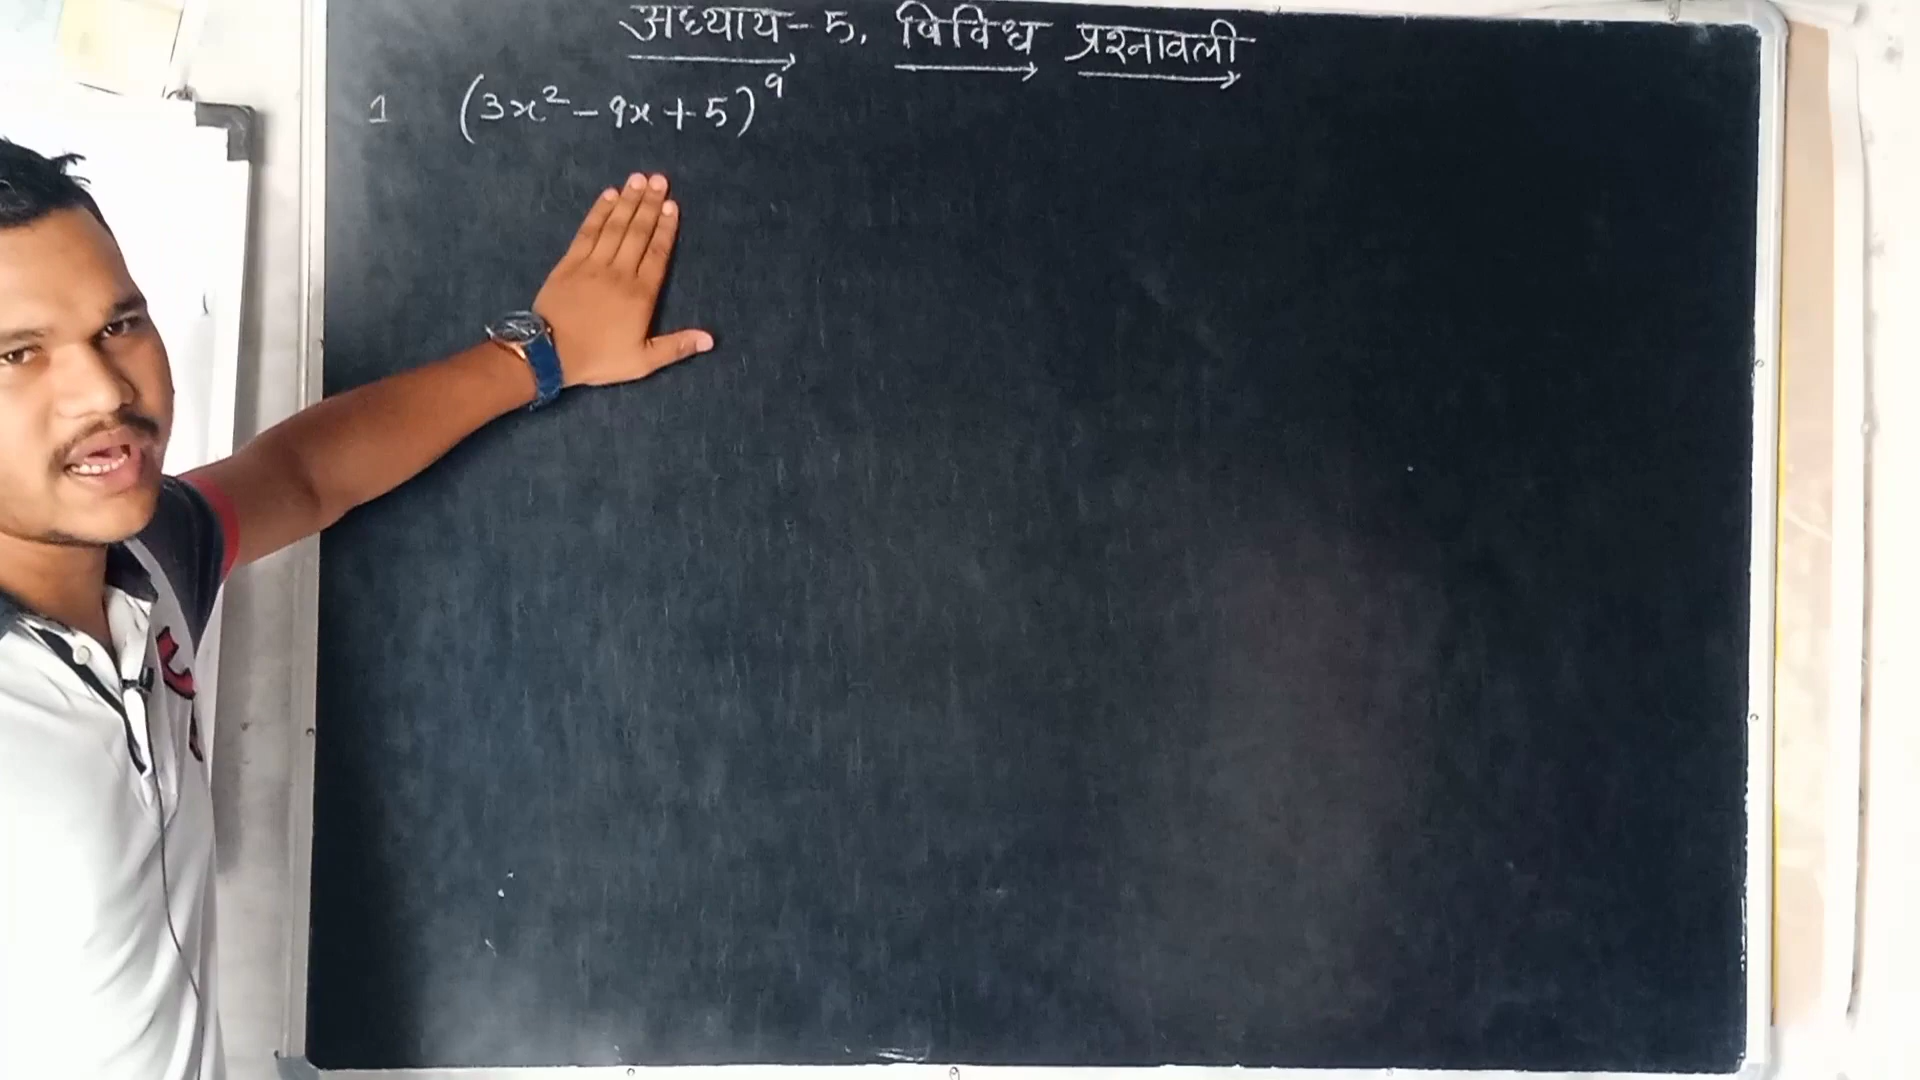 अध्याय-5, विविध प्रश्नावली
1 (3x² - 9x + 5)⁹